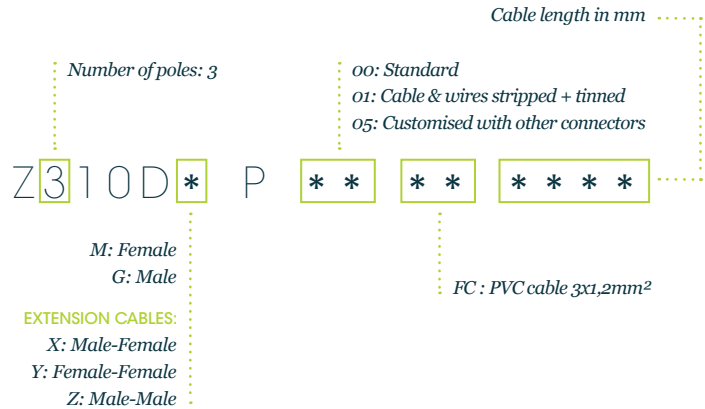 Cable length in mm
Number of poles: 3
00: Standard
01: Cable & wires stripped + tinned
05: Customised with other connectors
Z310D* P ** ** ****
M: Female
G: Male
FC : PVC cable 3x1,2mm²
EXTENSION CABLES:
X: Male-Female
Y: Female-Female
Z: Male-Male